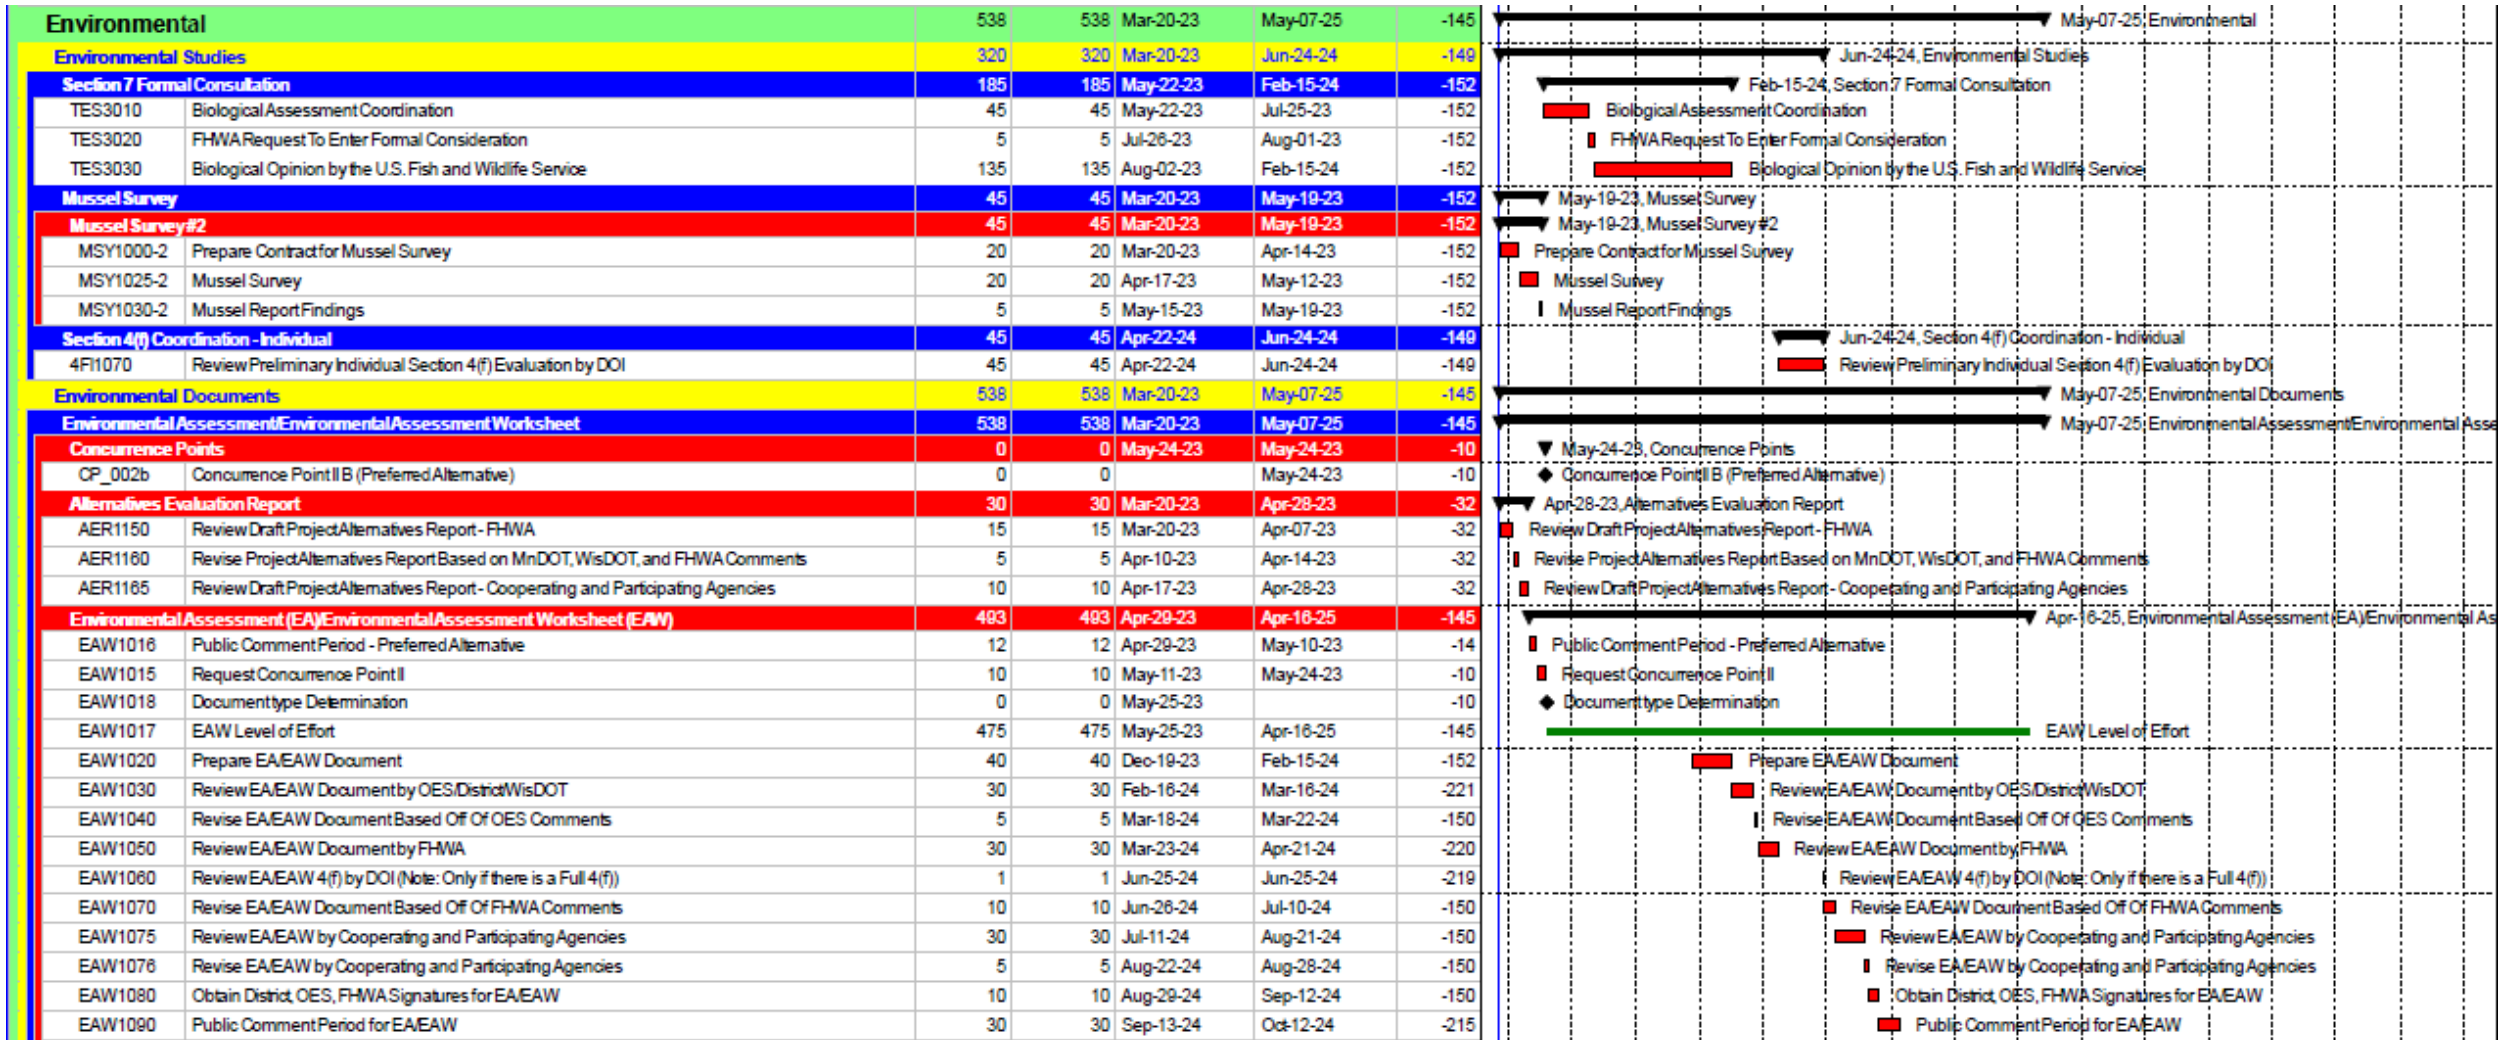 Environmental 538 538 Mar-20-23 May-07-25 -145 May-07-25, Environmental
Environmental Studies 320 320 Mar-20-23 Jun-24-24 -149 Jun-24-24, Environmental Studies
Section 7 Formal Consultation 185 185 May-22-23 Feb-15-24 -152 Feb-15-24, Section 7 Formal Consultation
TES3010 Biological Assessment Coordination 45 45 May-22-23 Jul-25-23 -152 Biological Assessment Coordination
TES3020 FHWA Request To Enter Formal Consideration 5 5 Jul-26-23 Aug-01-23 -152 FHWA Request To Enter Formal Consideration
TES3030 Biological Opinion by the U.S. Fish and Wildlife Service 135 135 Aug-02-23 Feb-15-24 -152 Biological Opinion by the U.S. Fish and Wildlife Service
Mussel Survey 45 45 Mar-20-23 May-19-23 -152 May-19-23, Mussel Survey
Mussel Survey #2 45 45 Mar-20-23 May-19-23 -152 May-19-23, Mussel Survey #2
MSY1000-2 Prepare Contract for Mussel Survey 20 20 Mar-20-23 Apr-14-23 -152 Prepare Contract for Mussel Survey
MSY1025-2 Mussel Survey 20 20 Apr-17-23 May-12-23 -152 Mussel Survey
MSY1030-2 Mussel Report Findings 5 5 May-15-23 May-19-23 -152 Mussel Report Findings
Section 4(f) Coordination - Individual 45 45 Apr-22-24 Jun-24-24 -149 Jun-24-24, Section 4(f) Coordination - Individual
4FI1070 Review Preliminary Individual Section 4(f) Evaluation by DOI 45 45 Apr-22-24 Jun-24-24 -149 Review Preliminary Individual Section 4(f) Evaluation by DOI
Environmental Documents 538 538 Mar-20-23 May-07-25 -145 May-07-25, Environmental Documents
Environmental Assessment/Environmental Assessment Worksheet 538 538 Mar-20-23 May-07-25 -145 May-07-25, Environmental Assessment/Environmental Asse
Concurrence Points 0 0 May-24-23 May-24-23 -10 May-24-23, Concurrence Points
CP_002b Concurrence Point II B (Preferred Alternative) 0 0 May-24-23 -10 Concurrence Point II B (Preferred Alternative)
Alternatives Evaluation Report 30 30 Mar-20-23 Apr-28-23 -32 Apr-28-23, Alternatives Evaluation Report
AER1150 Review Draft Project Alternatives Report - FHWA 15 15 Mar-20-23 Apr-07-23 -32 Review Draft Project Alternatives Report - FHWA
AER1160 Revise Project Alternatives Report Based on MnDOT, WisDOT, and FHWA Comments 5 5 Apr-10-23 Apr-14-23 -32 Revise Project Alternatives Report Based on MnDOT, WisDOT, and FHWA Comments
AER1165 Review Draft Project Alternatives Report - Cooperating and Participating Agencies 10 10 Apr-17-23 Apr-28-23 -32 Review Draft Project Alternatives Report - Cooperating and Participating Agencies
Environmental Assessment (EA)/Environmental Assessment Worksheet (EAW) 493 493 Apr-29-23 Apr-16-25 -145 Apr-16-25, Environmental Assessment (EA)/Environmental As
EAW1016 Public Comment Period - Preferred Alternative 12 12 Apr-29-23 May-10-23 -14 Public Comment Period - Preferred Alternative
EAW1015 Request Concurrence Point II 10 10 May-11-23 May-24-23 -10 Request Concurrence Point II
EAW1018 Document type Determination 0 0 May-25-23 -10 Document type Determination
EAW1017 EAW Level of Effort 475 475 May-25-23 Apr-16-25 -145 EAW Level of Effort
EAW1020 Prepare EA/EAW Document 40 40 Dec-19-23 Feb-15-24 -152 Prepare EA/EAW Document
EAW1030 Review EA/EAW Document by OES/District/WisDOT 30 30 Feb-16-24 Mar-16-24 -221 Review EA/EAW Document by OES/District/WisDOT
EAW1040 Revise EA/EAW Document Based Off Of OES Comments 5 5 Mar-18-24 Mar-22-24 -150 Revise EA/EAW Document Based Off Of OES Comments
EAW1050 Review EA/EAW Document by FHWA 30 30 Mar-23-24 Apr-21-24 -220 Review EA/EAW Document by FHWA
EAW1060 Review EA/EAW 4(f) by DOI (Note: Only if there is a Full 4(f)) 1 1 Jun-25-24 Jun-25-24 -219 Review EA/EAW 4(f) by DOI (Note: Only if there is a Full 4(f))
EAW1070 Revise EA/EAW Document Based Off Of FHWA Comments 10 10 Jun-26-24 Jul-10-24 -150 Revise EA/EAW Document Based Off Of FHWA Comments
EAW1075 Review EA/EAW by Cooperating and Participating Agencies 30 30 Jul-11-24 Aug-21-24 -150 Review EA/EAW by Cooperating and Participating Agencies
EAW1076 Revise EA/EAW by Cooperating and Participating Agencies 5 5 Aug-22-24 Aug-28-24 -150 Revise EA/EAW by Cooperating and Participating Agencies
EAW1080 Obtain District, OES, FHWA Signatures for EA/EAW 10 10 Aug-29-24 Sep-12-24 -150 Obtain District, OES, FHWA Signatures for EA/EAW
EAW1090 Public Comment Period for EA/EAW 30 30 Sep-13-24 Oct-12-24 -215 Public Comment Period for EA/EAW